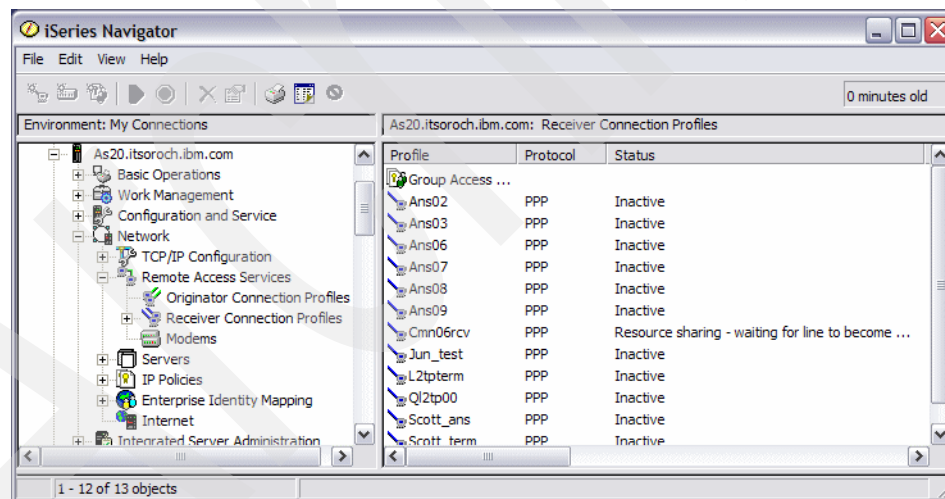 iSeries Navigator
File Edit View Help
0 minutes old
Environment: My Connections
As20.itsoroch.ibm.com: Receiver Connection Profiles
As20.itsoroch.ibm.com
Basic Operations
Work Management
Configuration and Service
Network
TCP/IP Configuration
Remote Access Services
Originator Connection Profiles
Receiver Connection Profiles
Modems
Servers
IP Policies
Enterprise Identity Mapping
Internet
Integrated Server Administration
Profile Protocol Status
Group Access ...
Ans02 PPP Inactive
Ans03 PPP Inactive
Ans06 PPP Inactive
Ans07 PPP Inactive
Ans08 PPP Inactive
Ans09 PPP Inactive
Cmn06rcv PPP Resource sharing - waiting for line to become ...
Jun_test PPP Inactive
L2tpterm PPP Inactive
Ql2tp00 PPP Inactive
Scott_ans PPP Inactive
Scott_term PPP Inactive
1 - 12 of 13 objects